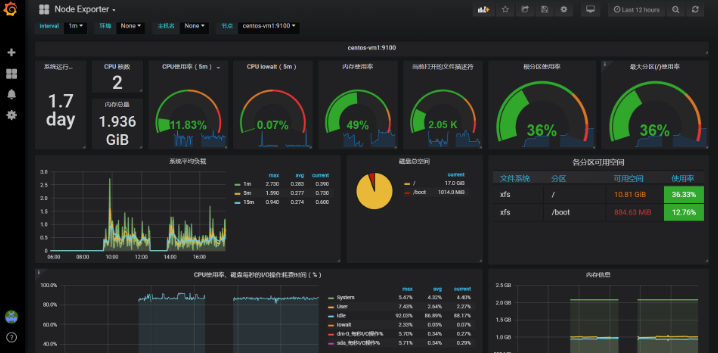 Node Exporter
Last 12 hours
Interval 1m 环境 None 主机名 None 节点 centos-vm1:9100
centos-vm1:9100
系统运行...
1.7
day
CPU 核数
2
内存总量
1.936
GiB
CPU使用率（5m）
11.83%
CPU iowait（5m）
0.07%
内存使用率
49%
当前打开的文件描述符
2.05 K
根分区使用率
36%
最大分区(/)使用率
36%
系统平均负载
3.0
2.5
2.0
1.5
1.0
0.5
0
06:00 08:00 10:00 12:00 14:00 16:00
max avg current
1m 2.730 0.263 0.090
5m 1.590 0.277 0.730
15m 0.940 0.274 0.600
磁盘总空间
current
/ 17.0 GiB
/boot 1014.0 MiB
各分区可用空间
文件系统 分区 可用空间 使用率
xfs / 10.81 GiB 36.33%
xfs /boot 884.63 MiB 12.76%
CPU使用率、磁盘每秒的I/O操作耗费时间（%）
100.0%
80.0%
60.0%
40.0%
max avg current
System 5.47% 4.32% 4.40%
User 7.43% 2.64% 2.27%
Idle 92.03% 86.89% 88.17%
Iowait 2.33% 0.05% 0.07%
dm-0_每秒I/O操作% 5.70% 0.34% 0.27%
sda_每秒I/O操作% 5.71% 0.34% 0.29%
内存信息
2.5 GB
2.0 GB
1.5 GB
1.0 GB